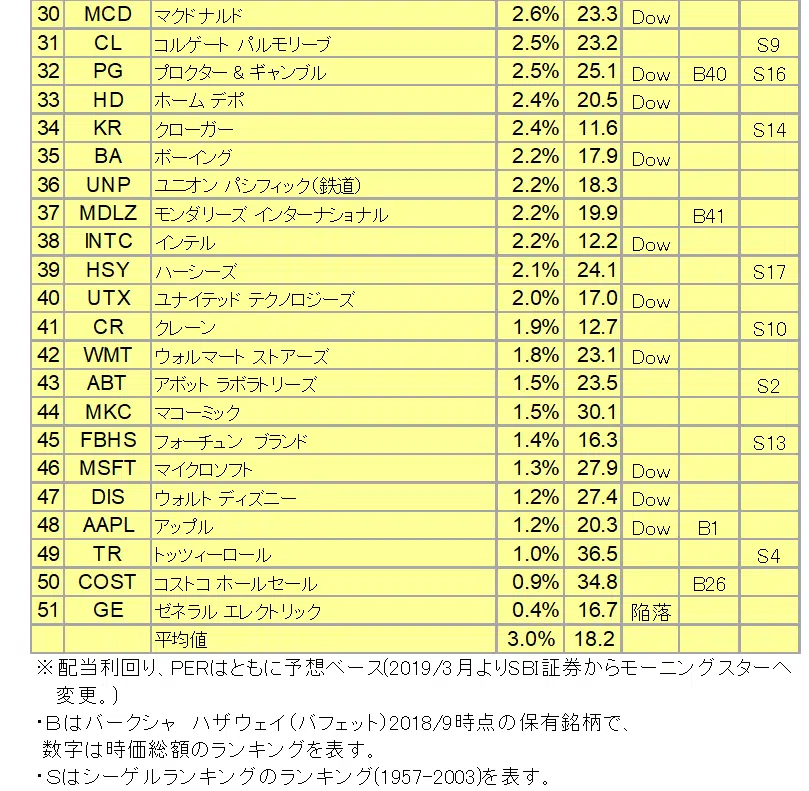 30 MCD マクドナルド 2.6% 23.3 Dow
31 CL コルゲート パルモリーブ 2.5% 23.2 S9
32 PG プロクター & ギャンブル 2.5% 25.1 Dow B40 S16
33 HD ホーム デポ 2.4% 20.5 Dow
34 KR クローガー 2.4% 11.6 S14
35 BA ボーイング 2.2% 17.9 Dow
36 UNP ユニオン パシフィック(鉄道) 2.2% 18.3
37 MDLZ モンダリーズ インターナショナル 2.2% 19.9 B41
38 INTC インテル 2.2% 12.2 Dow
39 HSY ハーシーズ 2.1% 24.1 S17
40 UTX ユナイテッド テクノロジーズ 2.0% 17.0 Dow
41 CR クレーン 1.9% 12.7 S10
42 WMT ウォルマート ストアーズ 1.8% 23.1 Dow
43 ABT アボット ラボラトリーズ 1.5% 23.5 S2
44 MKC マコーミック 1.5% 30.1
45 FBHS フォーチュン ブランド 1.4% 16.3 S13
46 MSFT マイクロソフト 1.3% 27.9 Dow
47 DIS ウォルト ディズニー 1.2% 27.4 Dow
48 AAPL アップル 1.2% 20.3 Dow B1
49 TR トッツィーロール 1.0% 36.5 S4
50 COST コストコ ホールセール 0.9% 34.8 B26
51 GE ゼネラル エレクトリック 0.4% 16.7 陥落
平均値 3.0% 18.2
※配当利回り、PERはともに予想ベース(2019/3月よりSBI証券からモーニングスターへ
変更。)
・Bはバークシャ ハザウェイ(バフェット)2018/9時点の保有銘柄で、
数字は時価総額のランキングを表す。
・Sはシーゲルランキングのランキング(1957-2003)を表す。